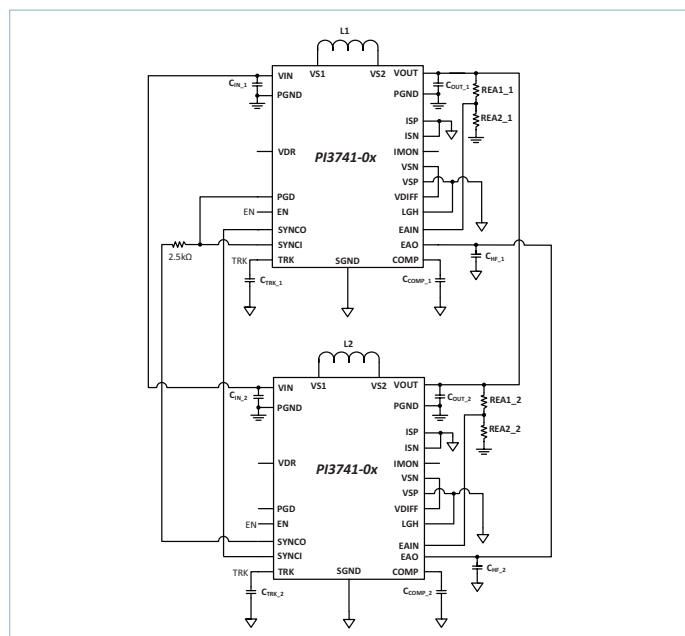 L1
VS1 VS2
VIN VOUT
C_IN_1 C_OUT_1 REA1_1
PGND PGND
REA2_1
ISP
ISN
VDR PI3741-0x IMON
VSN
VSP
PGD VDIFF
EN EN LGH
SYNCO EAIN
2.5kΩ SYNCI EAO
TRK TRK SGND COMP C_HF_1
C_TRK_1 C_COMP_1
L2
VS1 VS2
VIN VOUT
C_IN_2 C_OUT_2 REA1_2
PGND PGND
REA2_2
ISP
ISN
VDR PI3741-0x IMON
VSN
VSP
PGD VDIFF
EN EN LGH
SYNCO EAIN
SYNCI EAO
TRK TRK SGND COMP C_HF_2
C_TRK_2 C_COMP_2